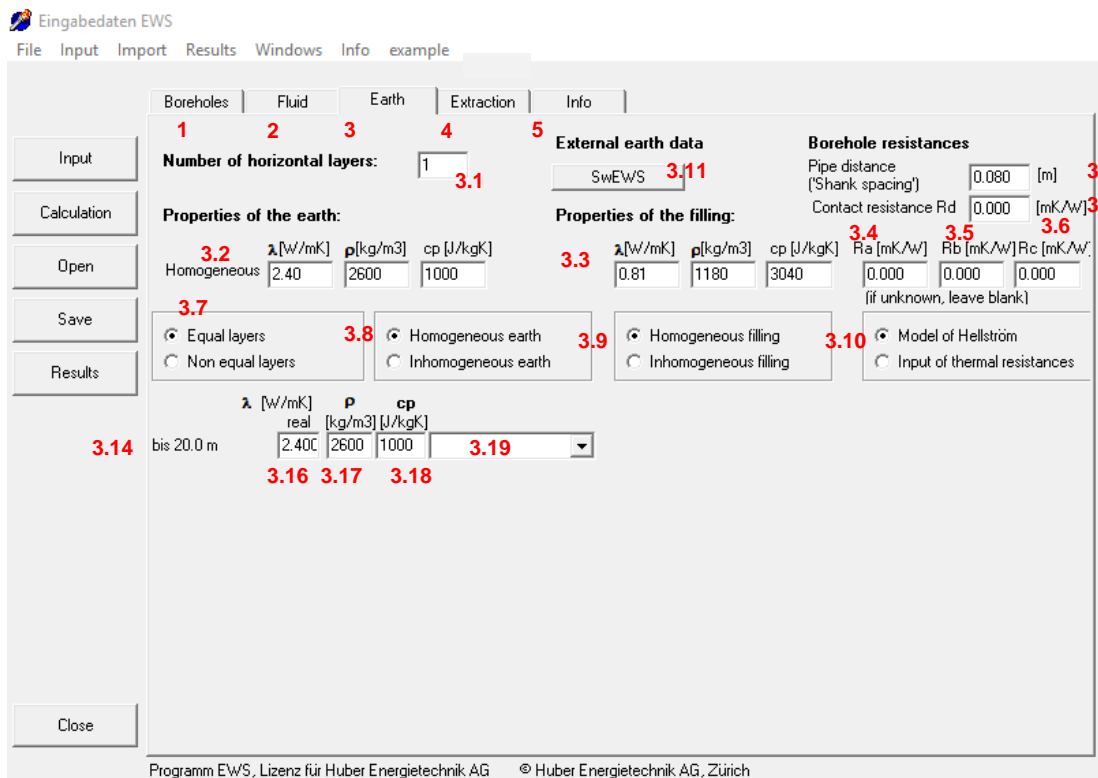 Eingabedaten EWS
File Input Import Results Windows Info example
Boreholes Fluid Earth Extraction Info
1 2 3 4 5
Input
Calculation
Open
Save
Results
Close
Number of horizontal layers: 1
3.1
External earth data
SwEWS 3.11
Borehole resistances
Pipe distance
('Shank spacing') 0.080 [m] 3
Contact resistance Rd 0.000 [mK/W] 3
Properties of the earth:
3.2 λ[W/mK] ρ[kg/m3] cp [J/kgK]
Homogeneous 2.40 2600 1000
Properties of the filling:
3.3 λ[W/mK] ρ[kg/m3] cp [J/kgK]
0.81 1180 3040
3.4 3.5 3.6
Ra [mK/W] Rb [mK/W] Rc [mK/W]
0.000 0.000 0.000
(if unknown, leave blank)
3.7
Equal layers
Non equal layers
3.8 Homogeneous earth
Inhomogeneous earth
3.9 Homogeneous filling
Inhomogeneous filling
3.10 Model of Hellström
Input of thermal resistances
λ [W/mK] ρ cp
real [kg/m3] [J/kgK]
3.14 bis 20.0 m 2.400 2600 1000 3.19
3.16 3.17 3.18
Programm EWS, Lizenz für Huber Energietechnik AG © Huber Energietechnik AG, Zürich